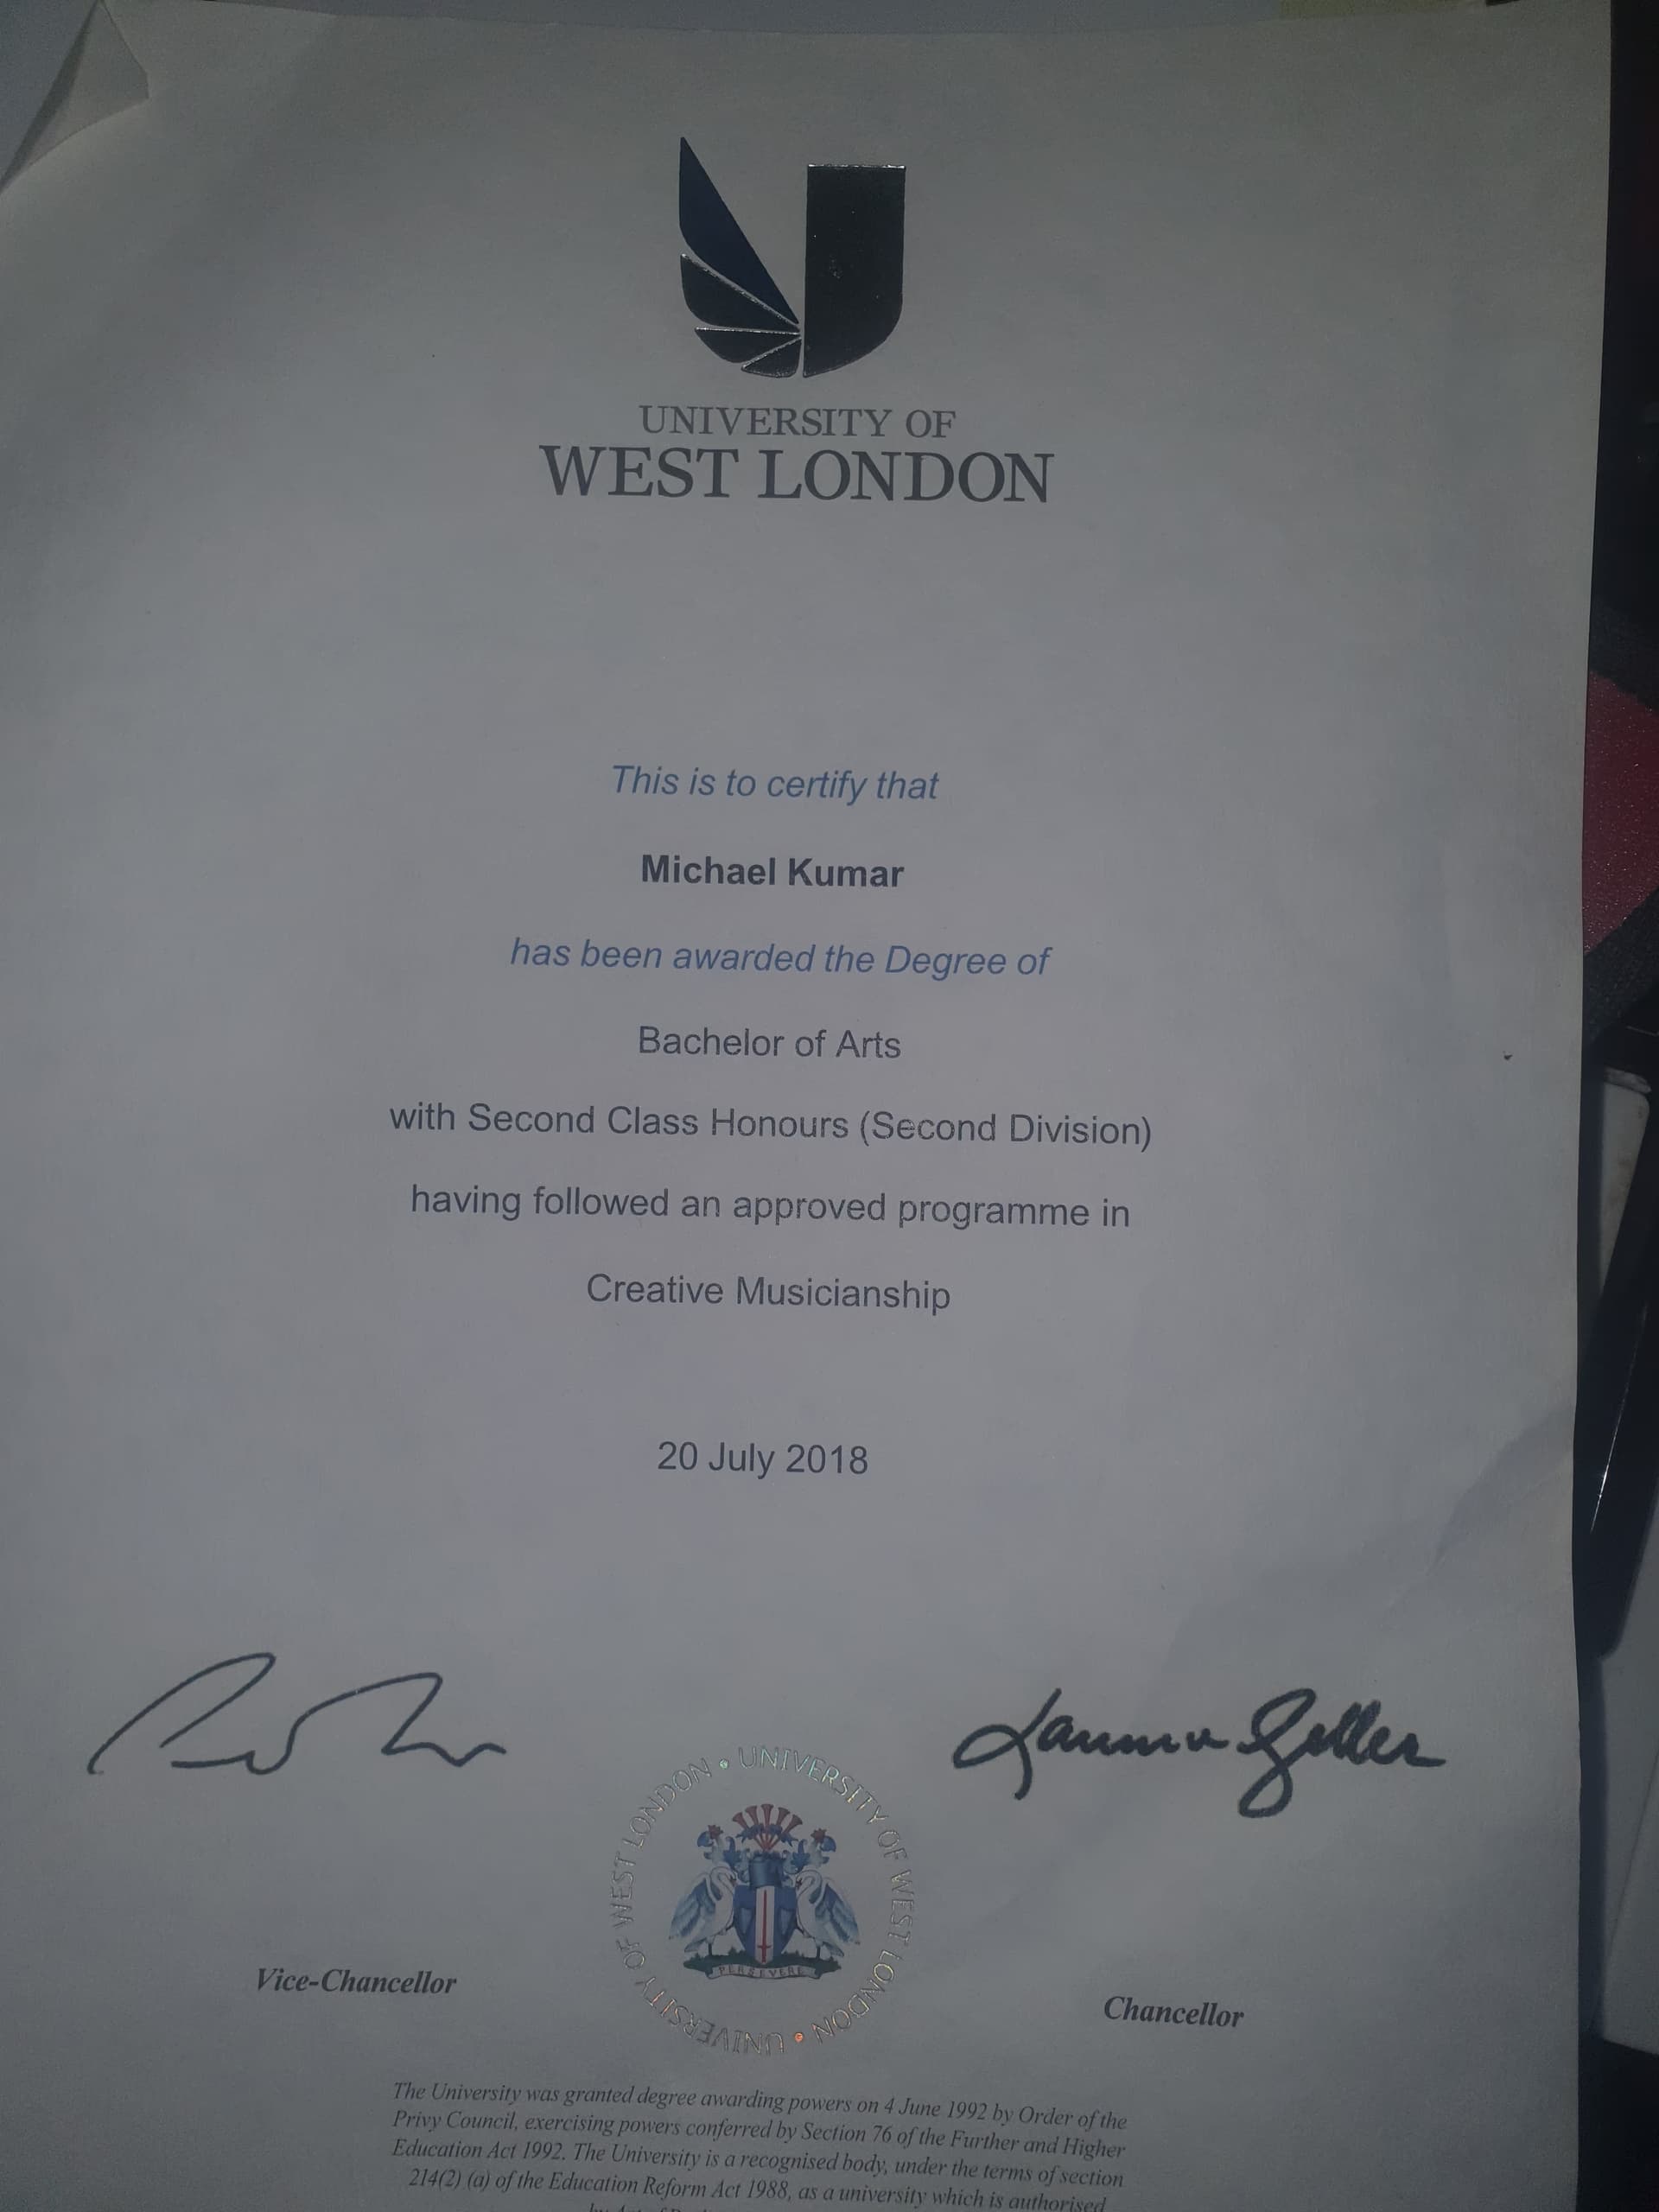 UNIVERSITY OF
WEST LONDON
This is to certify that
Michael Kumar
has been awarded the Degree of
Bachelor of Arts
with Second Class Honours (Second Division)
having followed an approved programme in
Creative Musicianship
20 July 2018
UNIVERSITY OF WEST LONDON • UNIVERSITY OF WEST LONDON •
PERSEVERE
Vice-Chancellor
Chancellor
The University was granted degree awarding powers on 4 June 1992 by Order of the
Privy Council, exercising powers conferred by Section 76 of the Further and Higher
Education Act 1992. The University is a recognised body, under the terms of section
214(2) (a) of the Education Reform Act 1988, as a university which is authorised